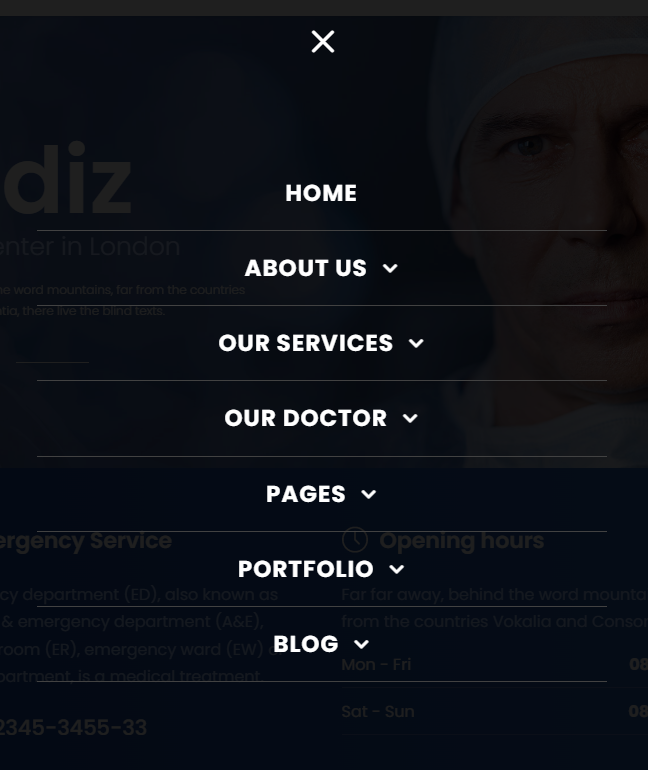 diz
HOME
enter in London
ABOUT US
e word mountains, far from the countries
tia, there live the blind texts.
OUR SERVICES
OUR DOCTOR
PAGES
ergency Service
Opening hours
PORTFOLIO
cy department (ED), also known as
Far far away, behind the word mounta
& emergency department (A&E),
from the countries Vokalia and Conson
BLOG
room (ER), emergency ward (EW)
Mon - Fri
08
partment, is a medical treatment.
Sat - Sun
08
2345-3455-33